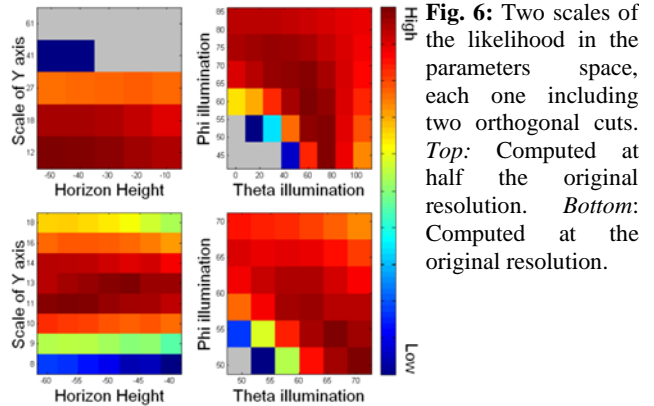 61
41
27
18
12
Scale of Y axis
-50 -40 -30 -20 -10
Horizon Height
85
80
75
70
65
60
55
50
45
Phi illumination
0 20 40 60 80 100
Theta illumination
High
Low
18
16
14
13
11
10
9
8
Scale of Y axis
-60 -55 -50 -45 -40
Horizon Height
70
65
60
55
50
Phi illumination
50 55 60 65 70
Theta illumination
Fig. 6: Two scales of
the likelihood in the
parameters space,
each one including
two orthogonal cuts.
Top: Computed at
half the original
resolution. Bottom:
Computed at the
original resolution.